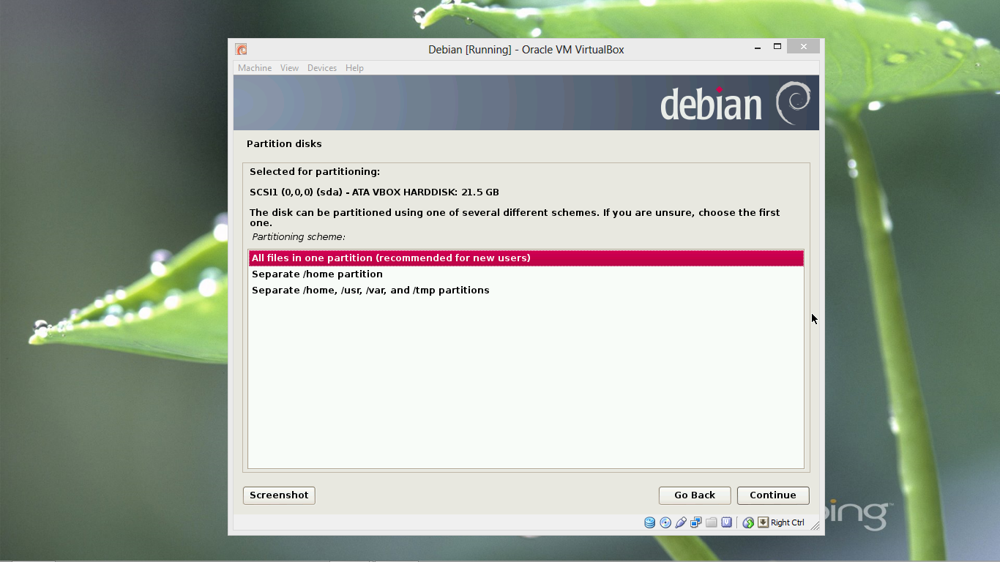 Debian [Running] - Oracle VM VirtualBox
Machine View Devices Help
debian
Partition disks
Selected for partitioning:
SCSI1 (0,0,0) (sda) - ATA VBOX HARDDISK: 21.5 GB
The disk can be partitioned using one of several different schemes. If you are unsure, choose the first
one.
Partitioning scheme:
All files in one partition (recommended for new users)
Separate /home partition
Separate /home, /usr, /var, and /tmp partitions
Screenshot Go Back Continue
Right Ctrl
bing™